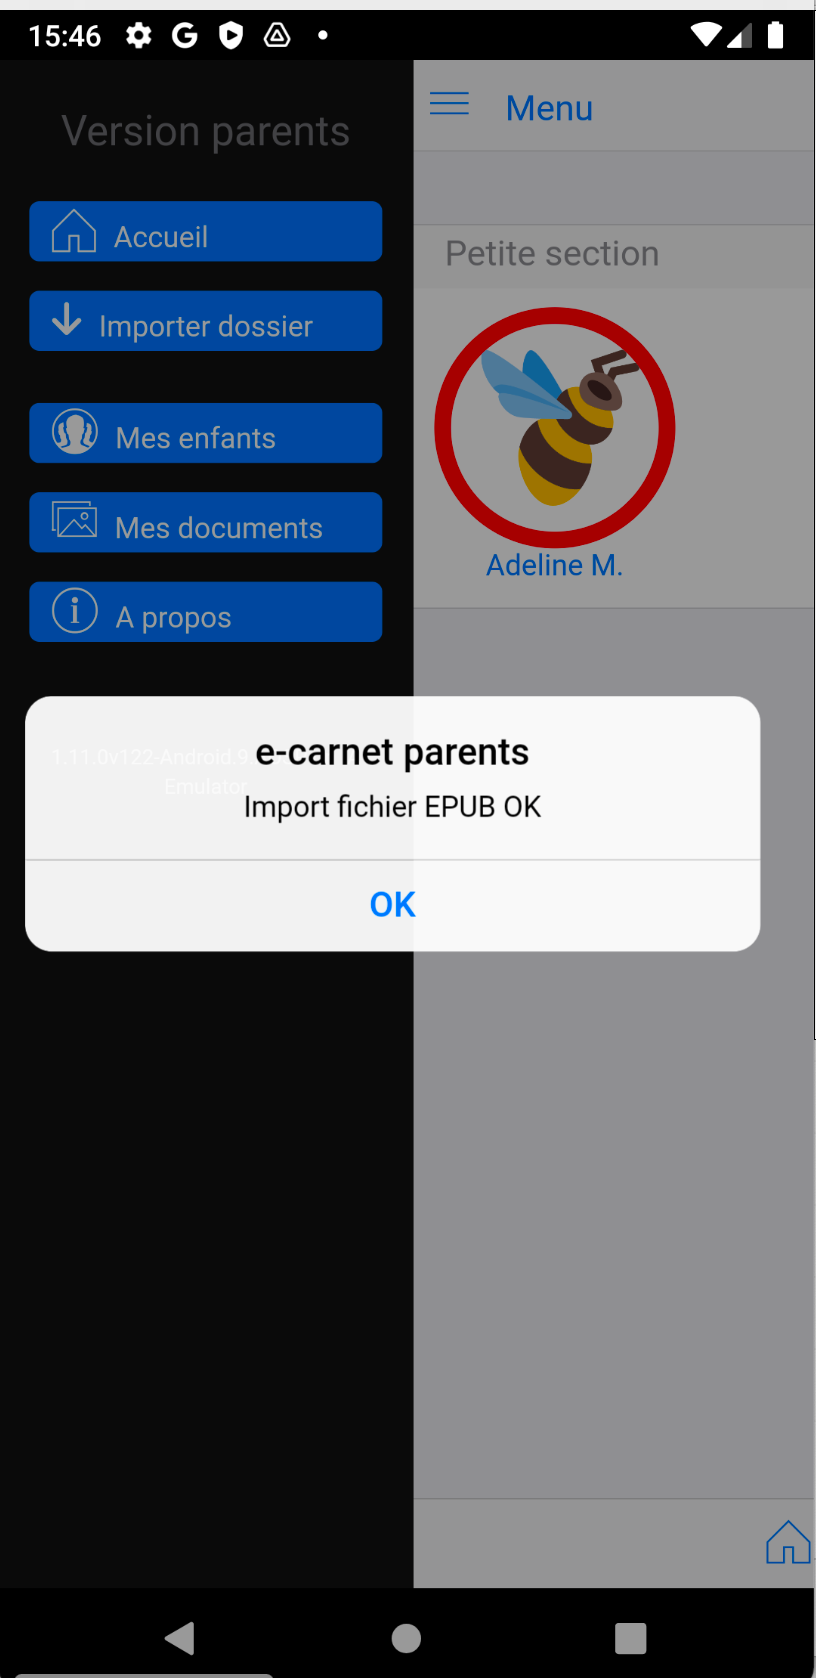 15:46
Version parents
Menu
Accueil
Petite section
Importer dossier
Mes enfants
Mes documents
Adeline M.
A propos
e-carnet parents
1.11.0v122-Android.9.
Emulator
Import fichier EPUB OK
OK